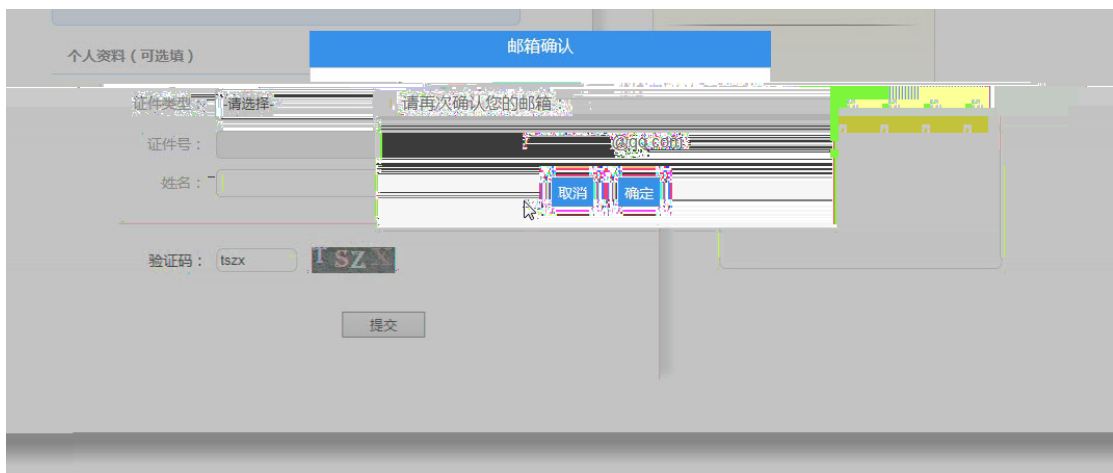 邮箱确认
个人资料（可选填）
证件类型：
-请选择-
请再次确认您的邮箱
证件号：
@qq.com
姓名：
取消 确定
验证码： tszx TSZX
提交